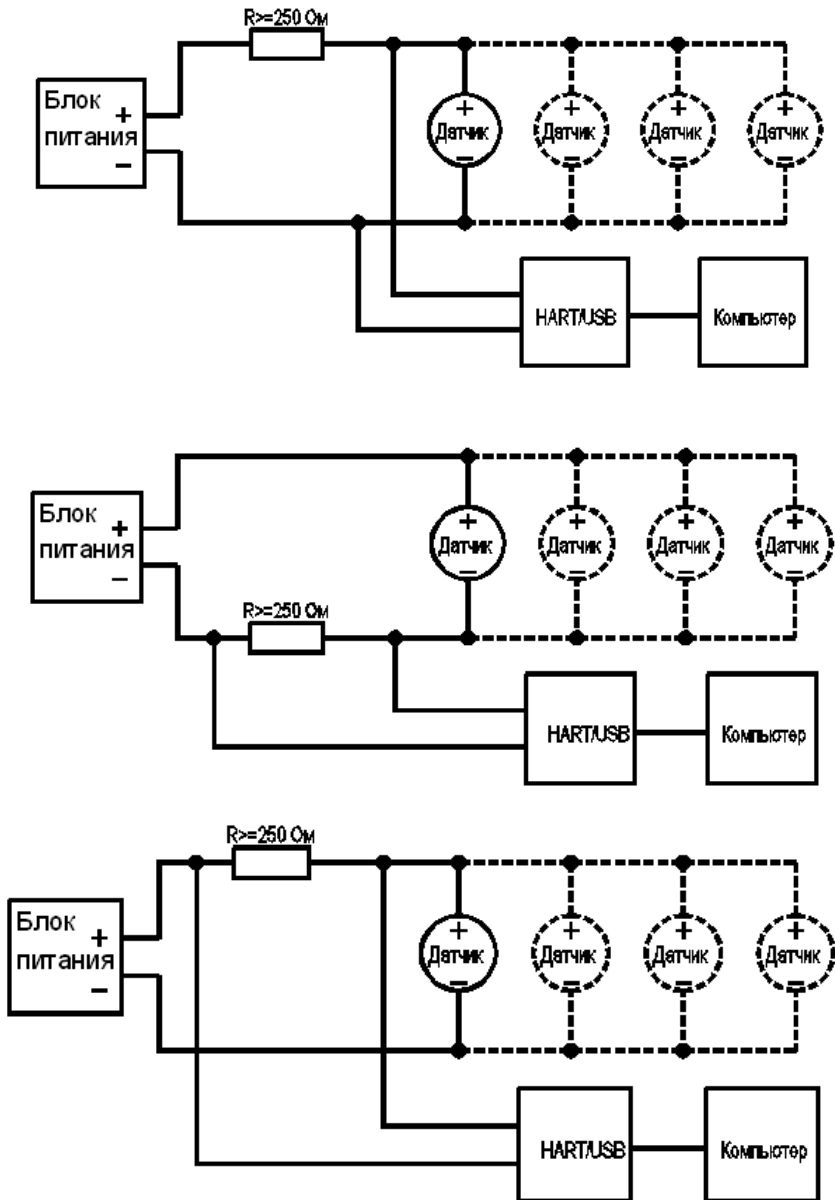 R>=250 Ом
Блок
питания
+
−
+
Датчик
−
+
Датчик
−
+
Датчик
−
+
Датчик
−
HART/USB
Компьютер
Блок
питания
+
−
+
Датчик
−
+
Датчик
−
+
Датчик
−
+
Датчик
−
R>=250 Ом
HART/USB
Компьютер
R>=250 Ом
Блок
питания
+
−
+
Датчик
−
+
Датчик
−
+
Датчик
−
+
Датчик
−
HART/USB
Компьютер